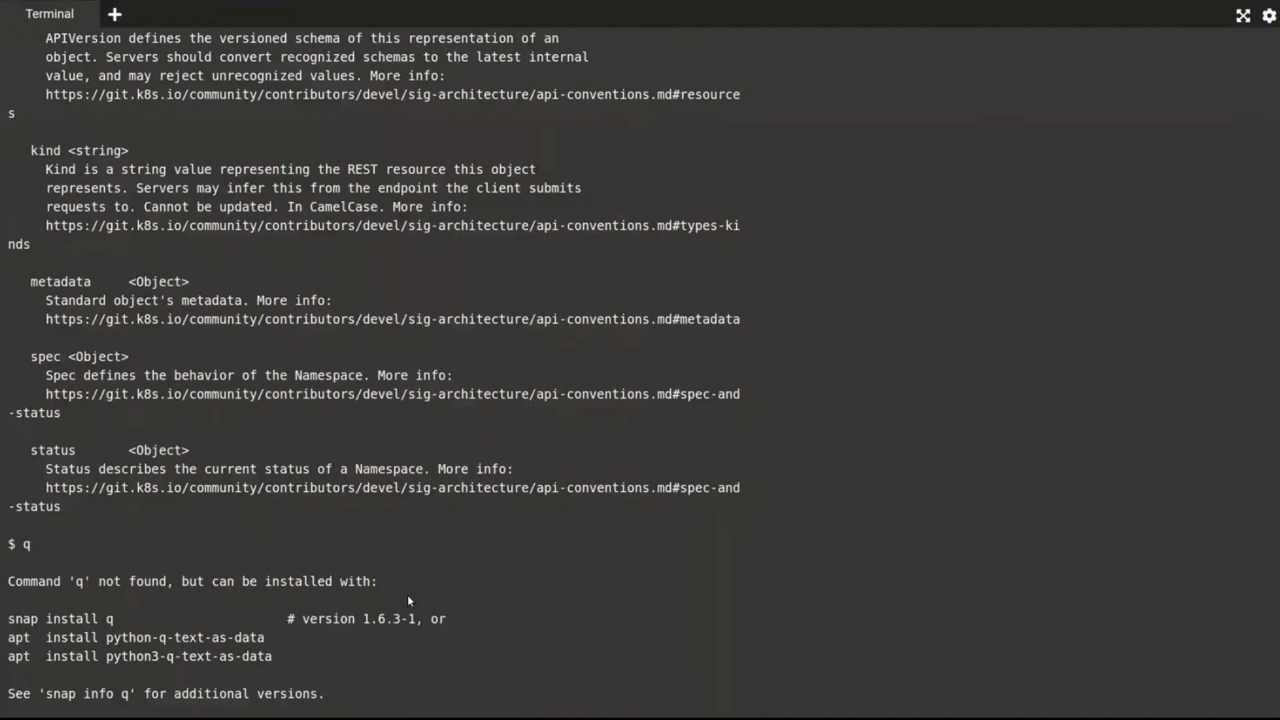 Terminal
APIVersion defines the versioned schema of this representation of an
object. Servers should convert recognized schemas to the latest internal
value, and may reject unrecognized values. More info:
https://git.k8s.io/community/contributors/devel/sig-architecture/api-conventions.md#resource
s
kind <string>
Kind is a string value representing the REST resource this object
represents. Servers may infer this from the endpoint the client submits
requests to. Cannot be updated. In CamelCase. More info:
https://git.k8s.io/community/contributors/devel/sig-architecture/api-conventions.md#types-ki
nds
metadata <Object>
Standard object's metadata. More info:
https://git.k8s.io/community/contributors/devel/sig-architecture/api-conventions.md#metadata
spec <Object>
Spec defines the behavior of the Namespace. More info:
https://git.k8s.io/community/contributors/devel/sig-architecture/api-conventions.md#spec-and
-status
status <Object>
Status describes the current status of a Namespace. More info:
https://git.k8s.io/community/contributors/devel/sig-architecture/api-conventions.md#spec-and
-status
$ q
Command 'q' not found, but can be installed with:
snap install q # version 1.6.3-1, or
apt install python-q-text-as-data
apt install python3-q-text-as-data
See 'snap info q' for additional versions.